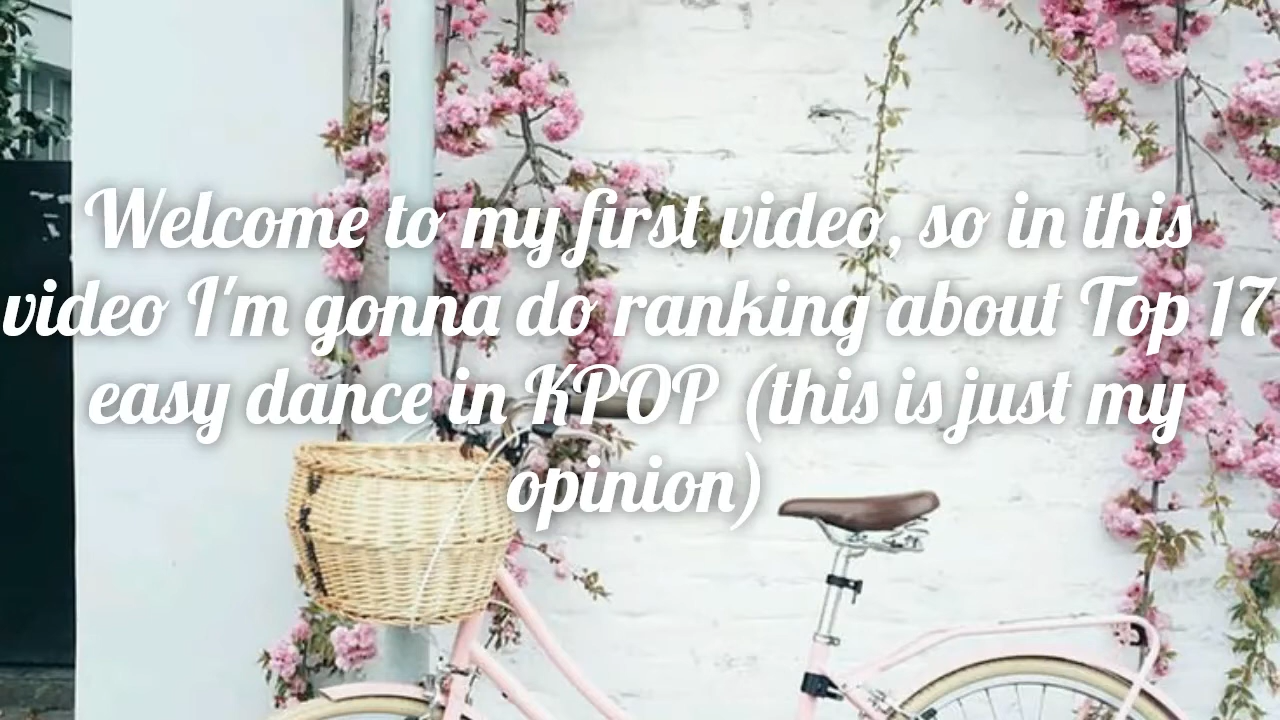 Welcome to my first video, so in this
video I'm gonna do ranking about Top 17
easy dance in KPOP (this is just my
opinion)